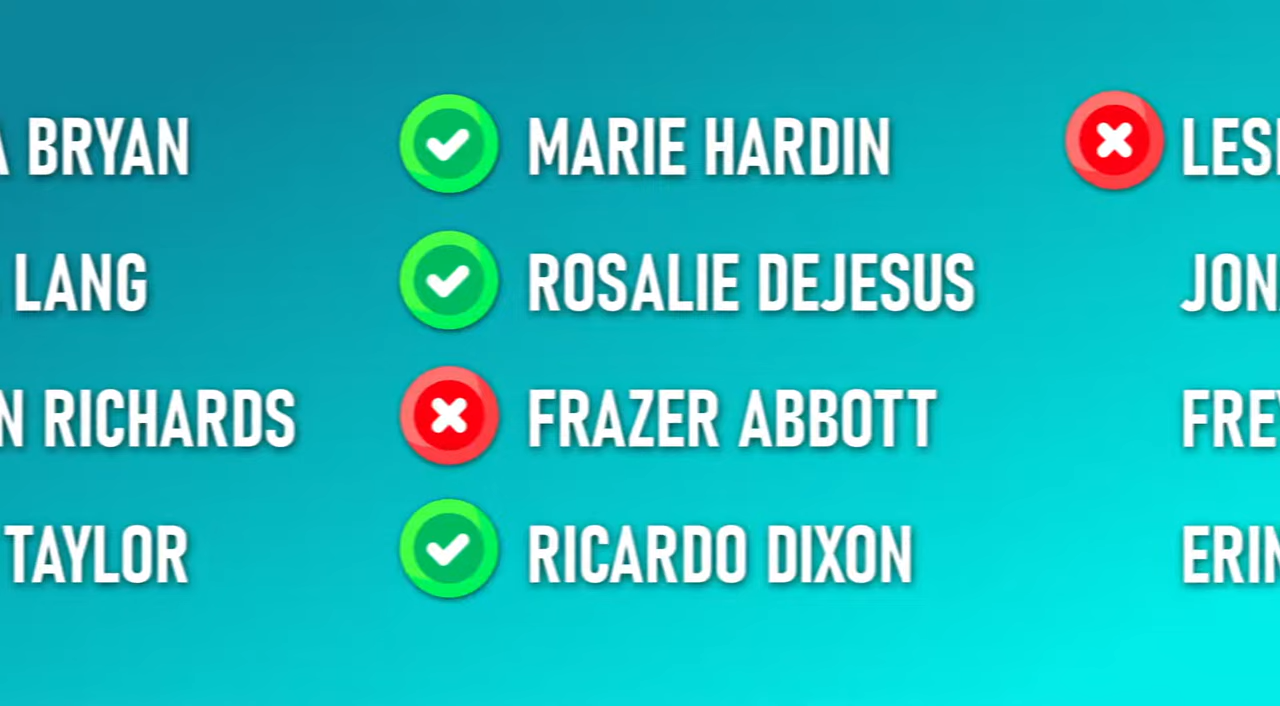 BRYAN
MARIE HARDIN
LANG
ROSALIE DEJESUS
RICHARDS
FRAZER ABBOTT
TAYLOR
RICARDO DIXON